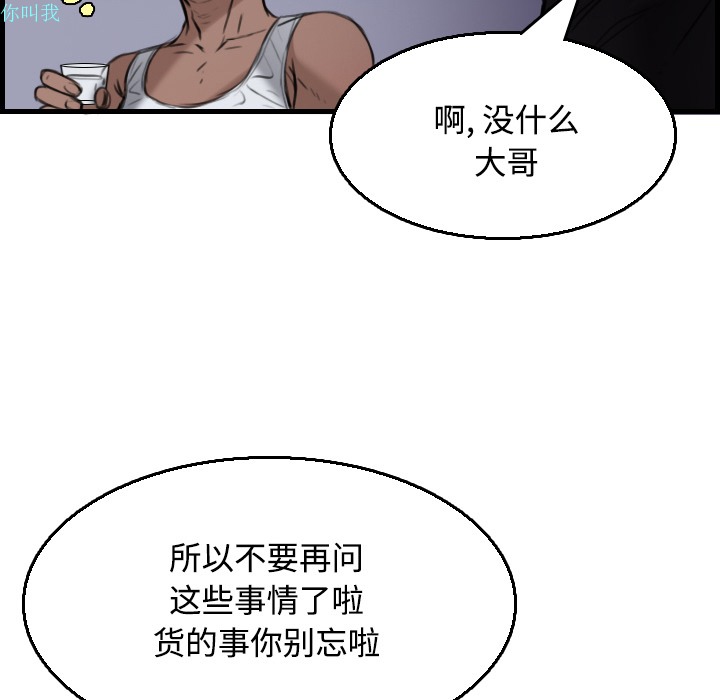 你叫我
啊, 没什么
大哥
所以不要再问
这些事情了啦
货的事你别忘啦